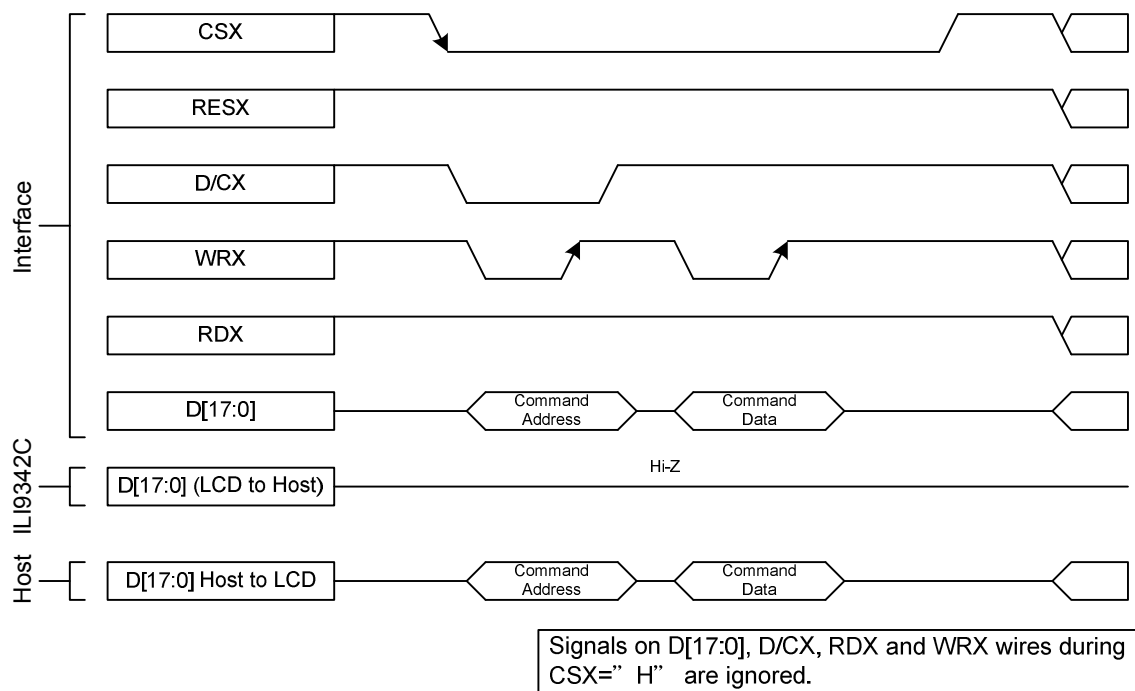 Interface
CSX
RESX
D/CX
WRX
RDX
D[17:0]
Command
Address
Command
Data
ILI9342C
D[17:0] (LCD to Host)
Hi-Z
Host
D[17:0] Host to LCD
Command
Address
Command
Data
Signals on D[17:0], D/CX, RDX and WRX wires during
CSX=” H” are ignored.